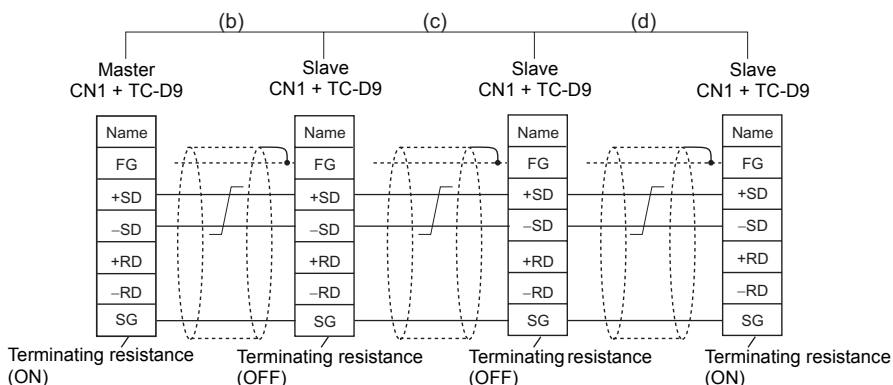 (b) (c) (d)
Master Slave Slave Slave
CN1 + TC-D9 CN1 + TC-D9 CN1 + TC-D9 CN1 + TC-D9
Name Name Name Name
FG FG FG FG
+SD +SD +SD +SD
−SD −SD −SD −SD
+RD +RD +RD +RD
−RD −RD −RD −RD
SG SG SG SG
Terminating resistance Terminating resistance Terminating resistance Terminating resistance
(ON) (OFF) (OFF) (ON)